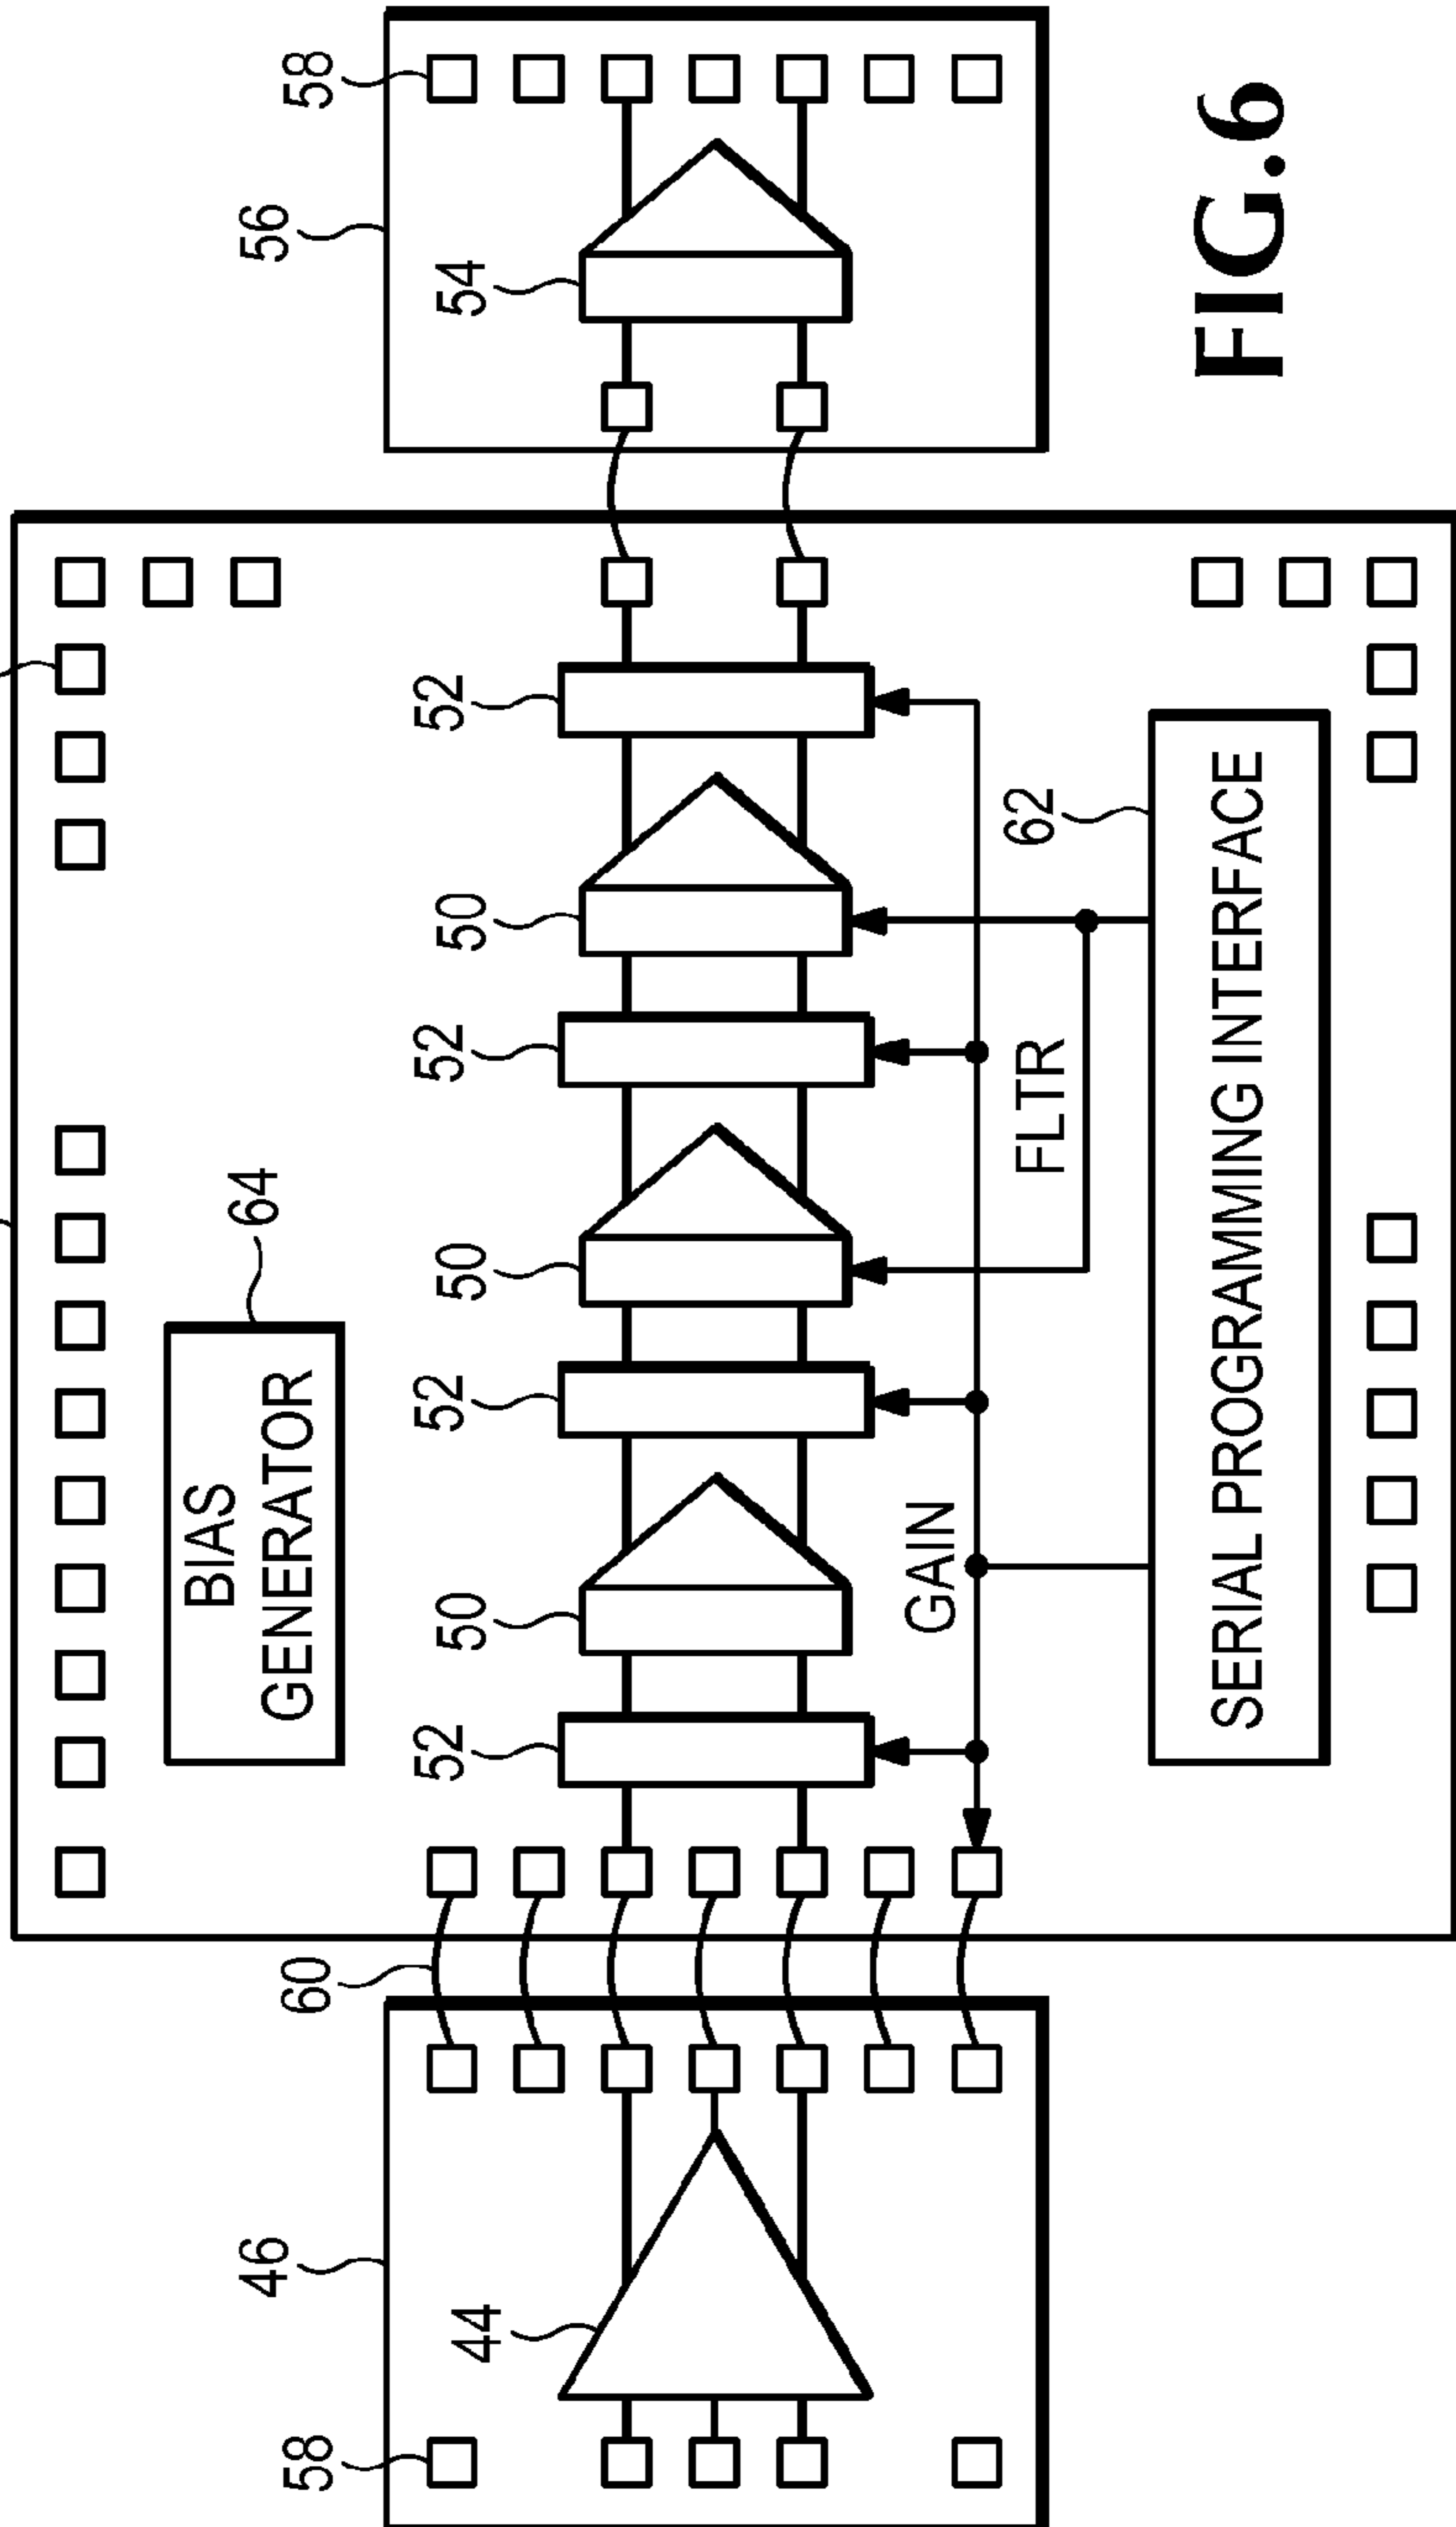 58
46
44
60
BIAS
GENERATOR
64
52
50
52
50
52
50
52
GAIN
FLTR
62
SERIAL PROGRAMMING INTERFACE
56
54
58
FIG.6